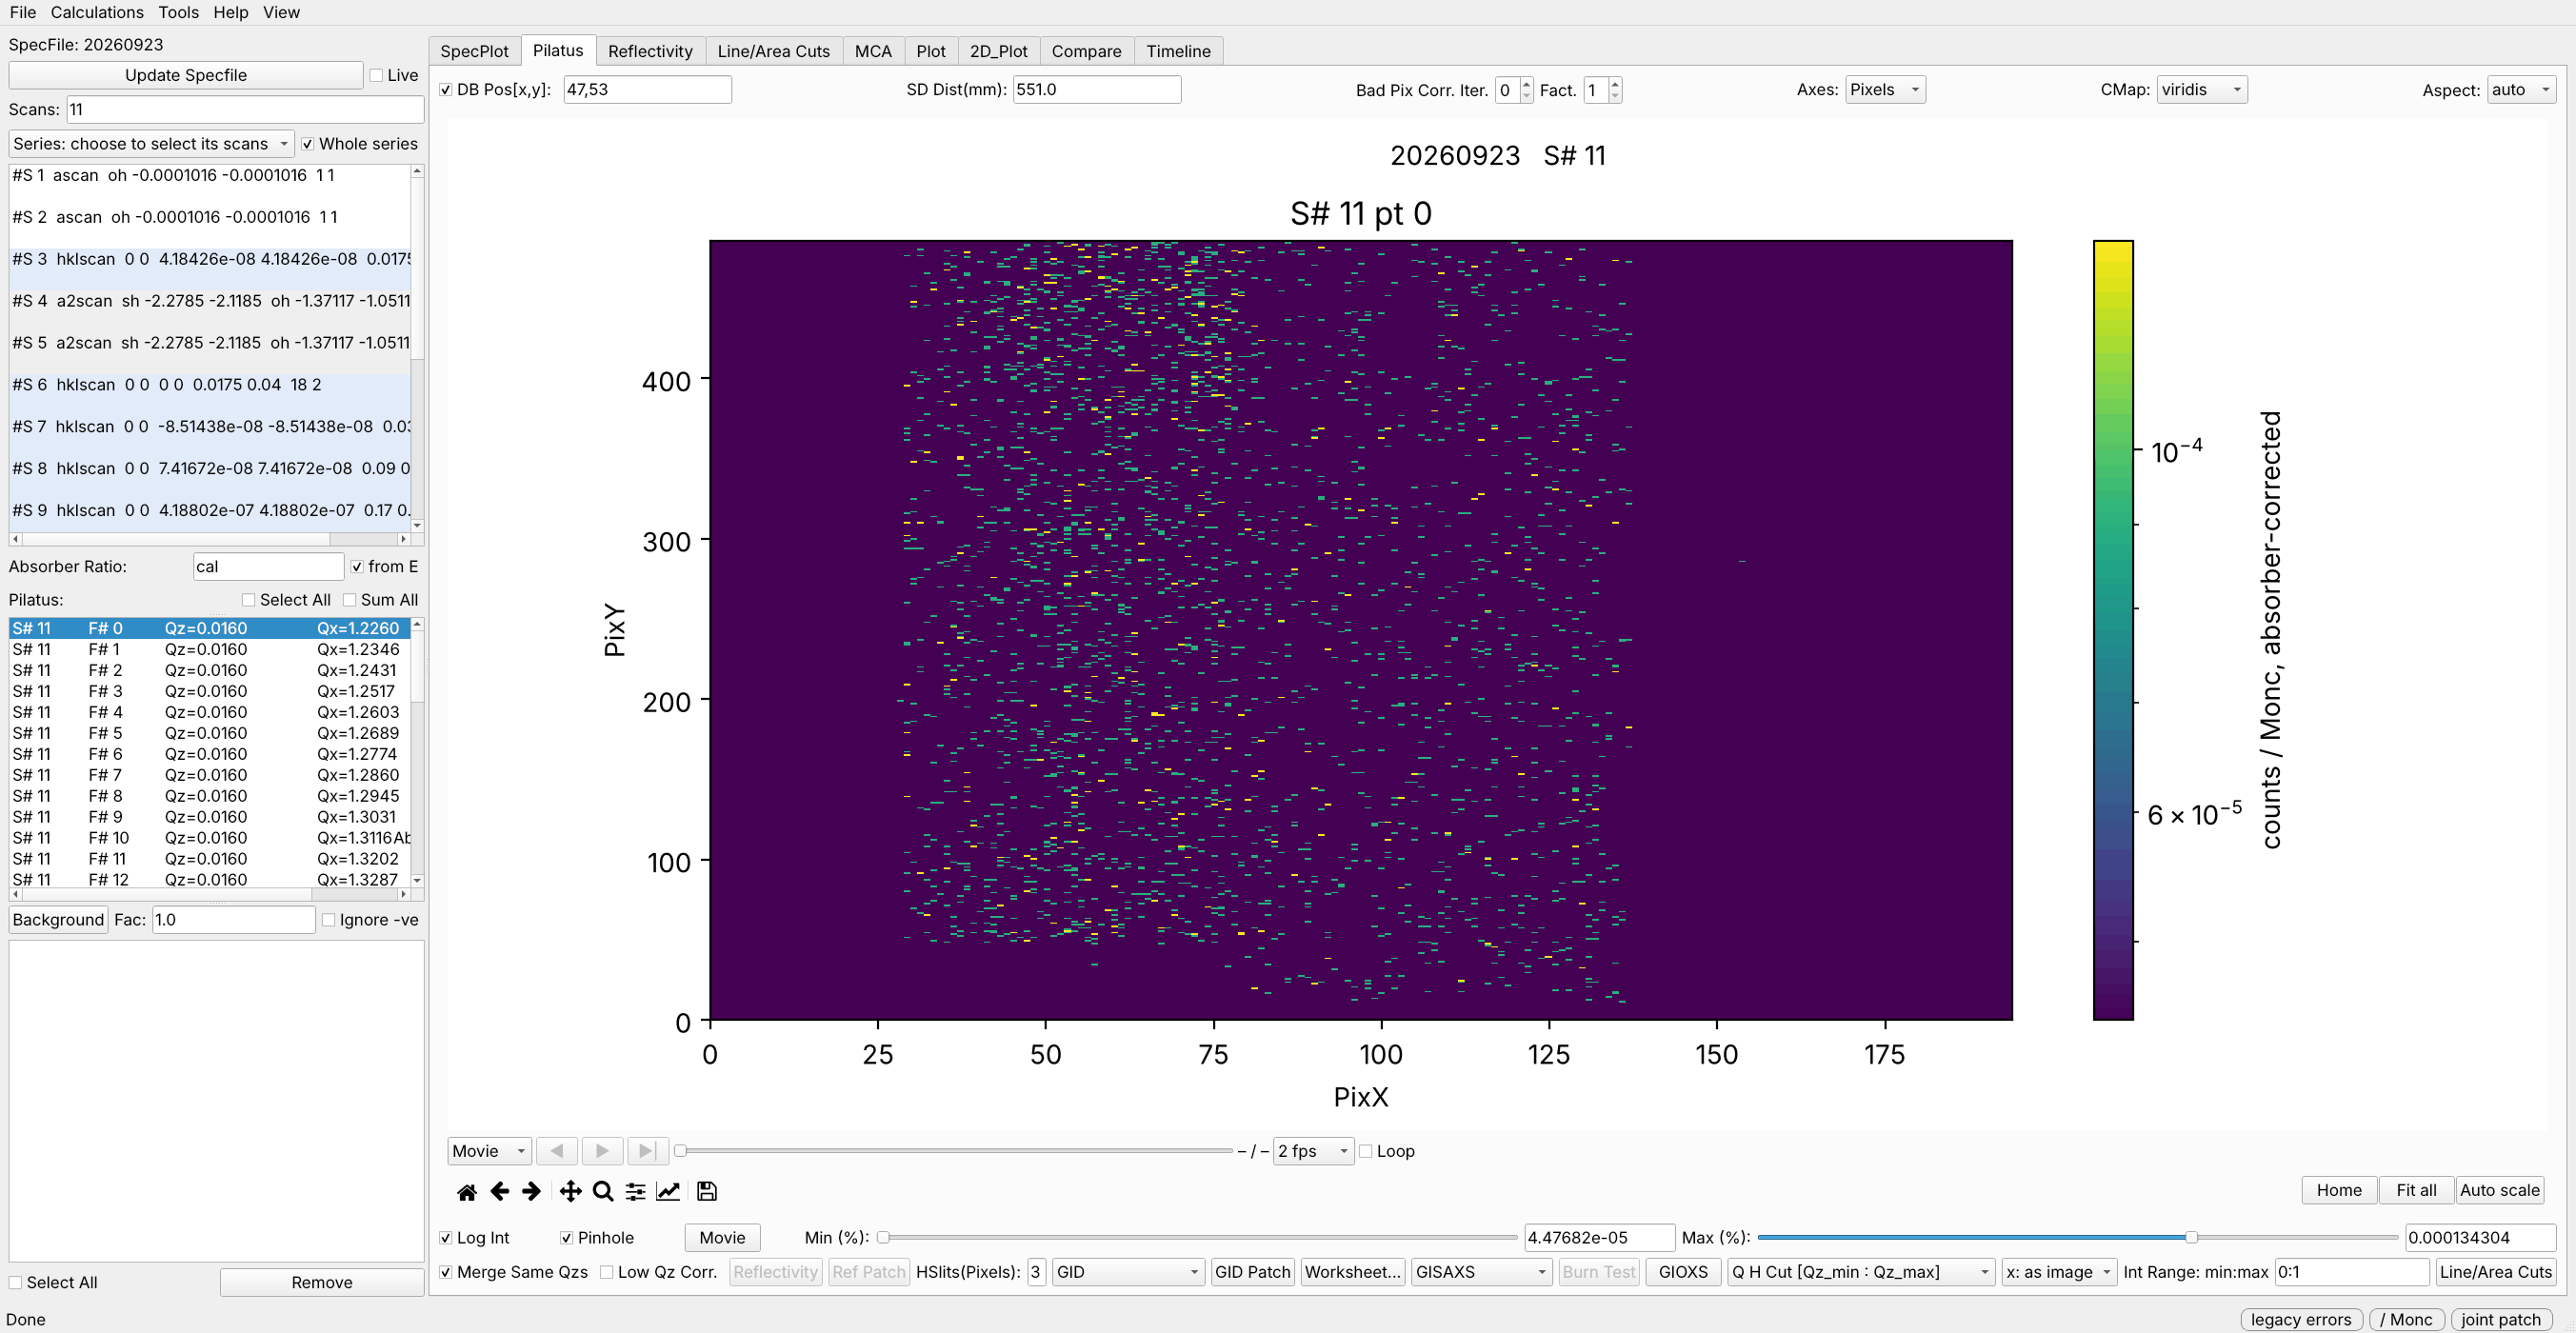 File Calculations Tools Help View
SpecFile: 20260923
Update Specfile Live
Scans: 11
Series: choose to select its scans Whole series
#S 1 ascan oh -0.0001016 -0.0001016 1 1
#S 2 ascan oh -0.0001016 -0.0001016 1 1
#S 3 hklscan 0 0 4.18426e-08 4.18426e-08 0.0175
#S 4 a2scan sh -2.2785 -2.1185 oh -1.37117 -1.0511
#S 5 a2scan sh -2.2785 -2.1185 oh -1.37117 -1.0511
#S 6 hklscan 0 0 0 0 0.0175 0.04 18 2
#S 7 hklscan 0 0 -8.51438e-08 -8.51438e-08 0.03
#S 8 hklscan 0 0 7.41672e-08 7.41672e-08 0.09 0
#S 9 hklscan 0 0 4.18802e-07 4.18802e-07 0.17 0.
Absorber Ratio: cal from E
Pilatus: Select All Sum All
S# 11 F# 0 Qz=0.0160 Qx=1.2260
S# 11 F# 1 Qz=0.0160 Qx=1.2346
S# 11 F# 2 Qz=0.0160 Qx=1.2431
S# 11 F# 3 Qz=0.0160 Qx=1.2517
S# 11 F# 4 Qz=0.0160 Qx=1.2603
S# 11 F# 5 Qz=0.0160 Qx=1.2689
S# 11 F# 6 Qz=0.0160 Qx=1.2774
S# 11 F# 7 Qz=0.0160 Qx=1.2860
S# 11 F# 8 Qz=0.0160 Qx=1.2945
S# 11 F# 9 Qz=0.0160 Qx=1.3031
S# 11 F# 10 Qz=0.0160 Qx=1.3116Ab
S# 11 F# 11 Qz=0.0160 Qx=1.3202
S# 11 F# 12 Qz=0.0160 Qx=1.3287
Background Fac: 1.0 Ignore -ve
Select All Remove
Done
SpecPlot Pilatus Reflectivity Line/Area Cuts MCA Plot 2D_Plot Compare Timeline
DB Pos[x,y]: 47,53 SD Dist(mm): 551.0 Bad Pix Corr. Iter. 0 Fact. 1 Axes: Pixels CMap: viridis Aspect: auto
20260923 S# 11
S# 11 pt 0
400
300
200
100
0
PixY
0 25 50 75 100 125 150 175
PixX
10⁻⁴
6 × 10⁻⁵
counts / Monc, absorber-corrected
Movie – / – 2 fps Loop
Home Fit all Auto scale
Log Int Pinhole Movie Min (%): 4.47682e-05 Max (%): 0.000134304
Merge Same Qzs Low Qz Corr. Reflectivity Ref Patch HSlits(Pixels): 3 GID GID Patch Worksheet... GISAXS Burn Test GIOXS Q H Cut [Qz_min : Qz_max] x: as image Int Range: min:max 0:1 Line/Area Cuts
legacy errors / Monc joint patch